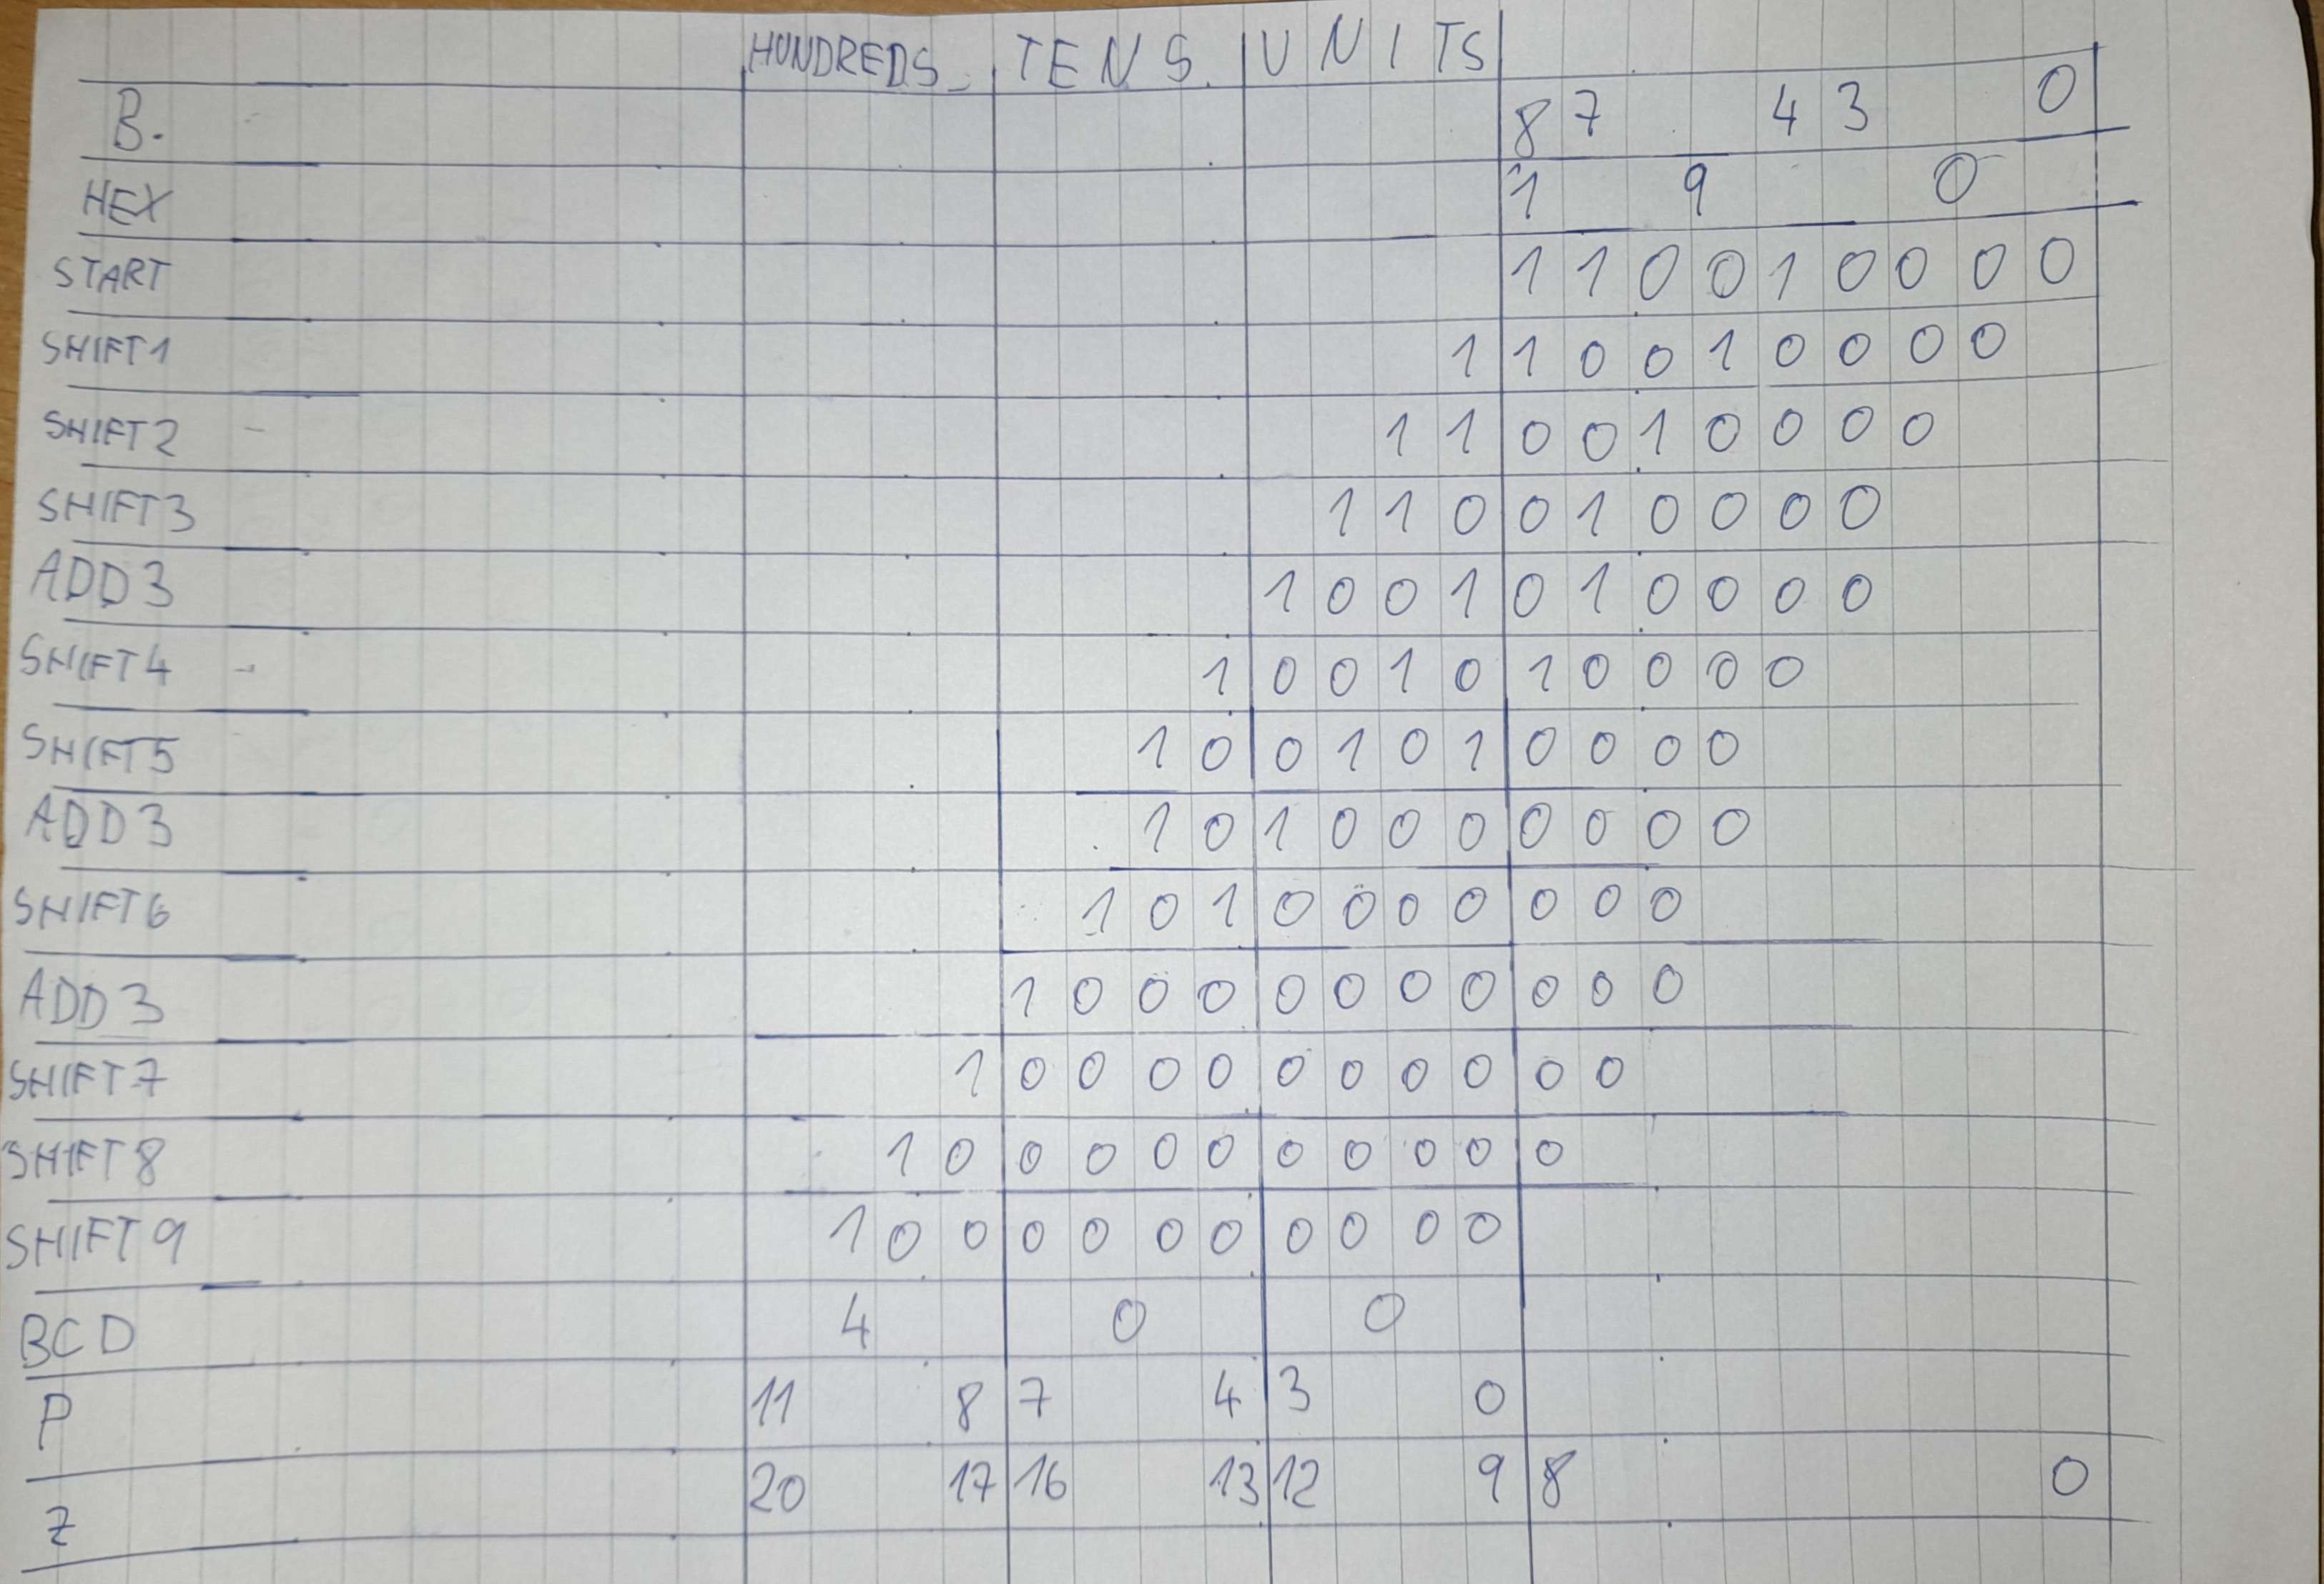 HUNDREDS TENS UNITS
B. 8 7 4 3 0
HEX 1 9 0
START 1 1 0 0 1 0 0 0 0
SHIFT1 1 1 0 0 1 0 0 0 0
SHIFT2 1 1 0 0 1 0 0 0 0
SHIFT3 1 1 0 0 1 0 0 0 0
ADD3 1 0 0 1 0 1 0 0 0 0
SHIFT4 1 0 0 1 0 1 0 0 0 0
SHIFT5 1 0 0 1 0 1 0 0 0 0
ADD3 1 0 1 0 0 0 0 0 0 0
SHIFT6 1 0 1 0 0 0 0 0 0 0
ADD3 1 0 0 0 0 0 0 0 0 0 0
SHIFT7 1 0 0 0 0 0 0 0 0 0 0
SHIFT8 1 0 0 0 0 0 0 0 0 0 0
SHIFT9 1 0 0 0 0 0 0 0 0 0 0
BCD 4 0 0
P 11 8 7 4 3 0
Z 20 17 16 13 12 9 8 0